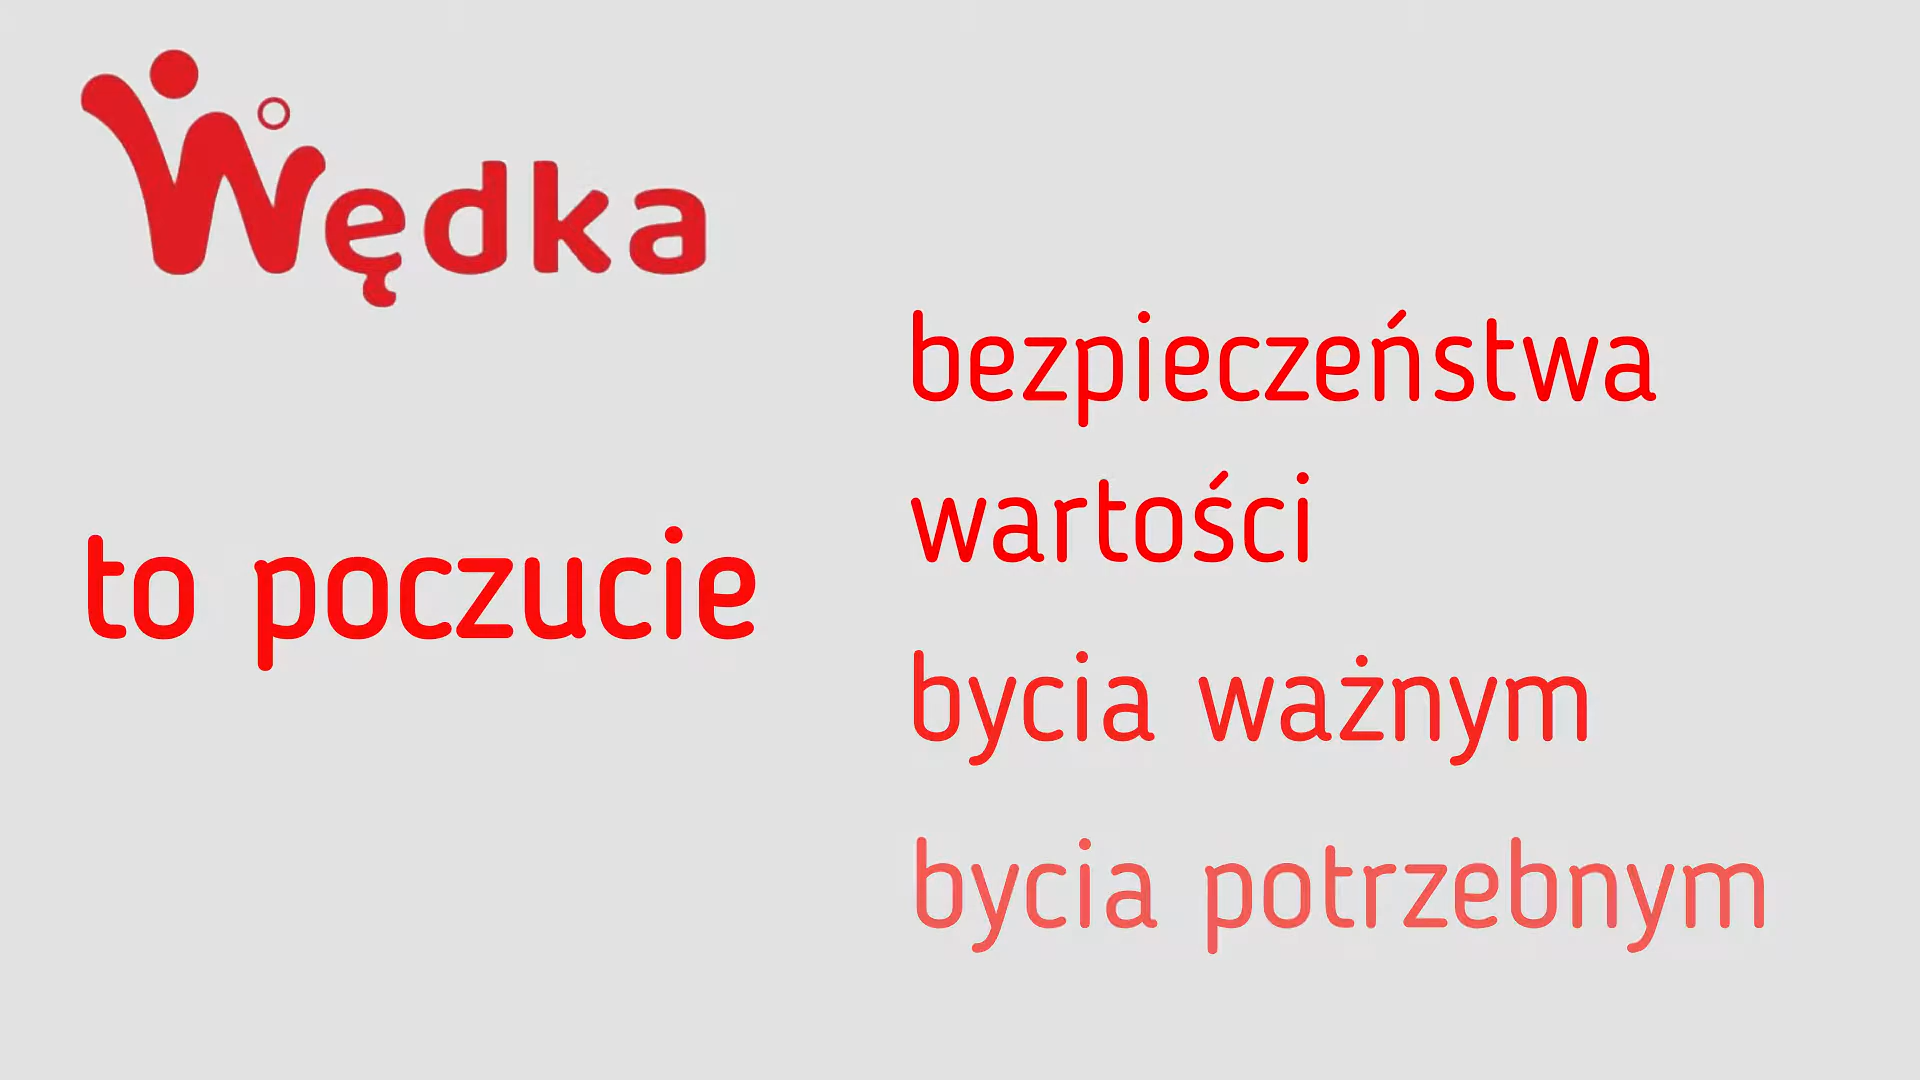 Wędka
to poczucie
bezpieczeństwa
wartości
bycia ważnym
bycia potrzebnym